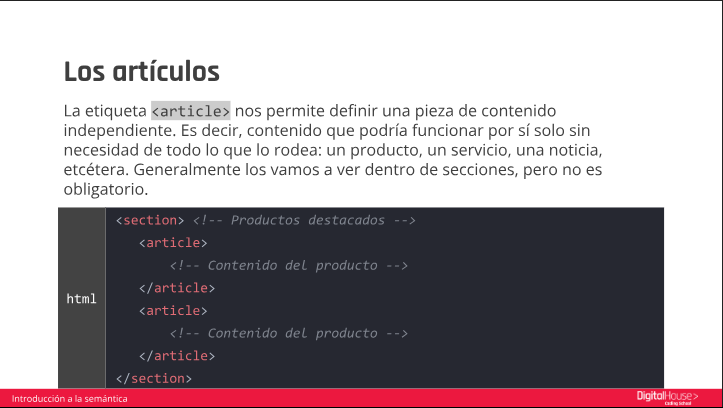 Los artículos
La etiqueta <article> nos permite definir una pieza de contenido
independiente. Es decir, contenido que podría funcionar por sí solo sin
necesidad de todo lo que lo rodea: un producto, un servicio, una noticia,
etcétera. Generalmente los vamos a ver dentro de secciones, pero no es
obligatorio.
html
<section> <!-- Productos destacados -->
<article>
<!-- Contenido del producto -->
</article>
<article>
<!-- Contenido del producto -->
</article>
</section>
Introducción a la semántica
DigitalHouse>
Coding School